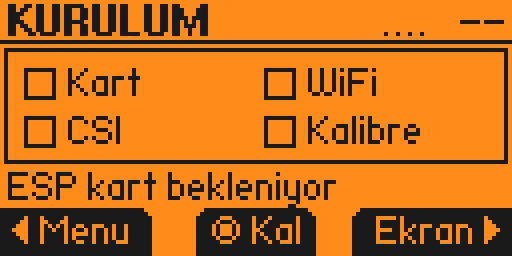 KURULUM .... --
Kart WiFi
CSI Kalibre
ESP kart bekleniyor
Menu Kal Ekran